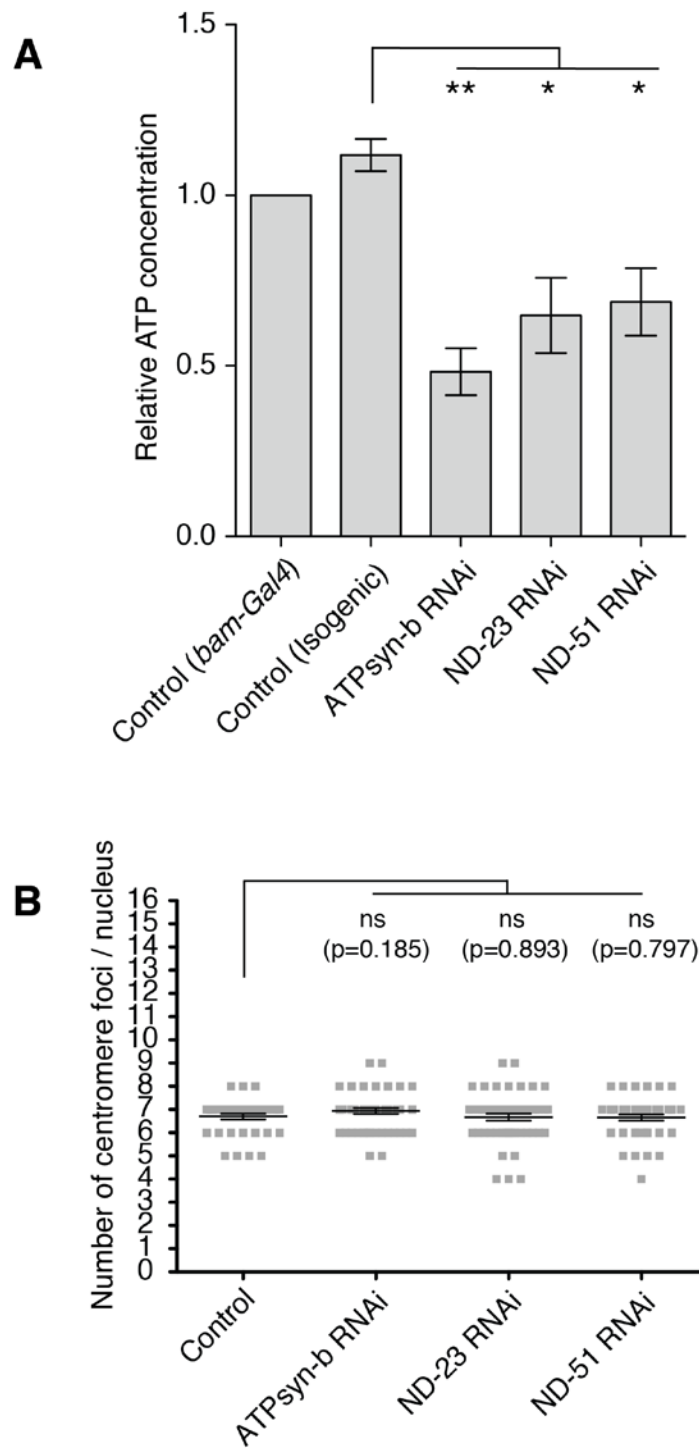 A
1.5
1.0
0.5
0.0
Relative ATP concentration
** * *
Control (bam-Gal4)
Control (Isogenic)
ATPsyn-b RNAi
ND-23 RNAi
ND-51 RNAi
B
Number of centromere foci / nucleus
16
15
14
13
12
11
10
9
8
7
6
5
4
3
2
1
0
ns ns ns
(p=0.185) (p=0.893) (p=0.797)
Control
ATPsyn-b RNAi
ND-23 RNAi
ND-51 RNAi